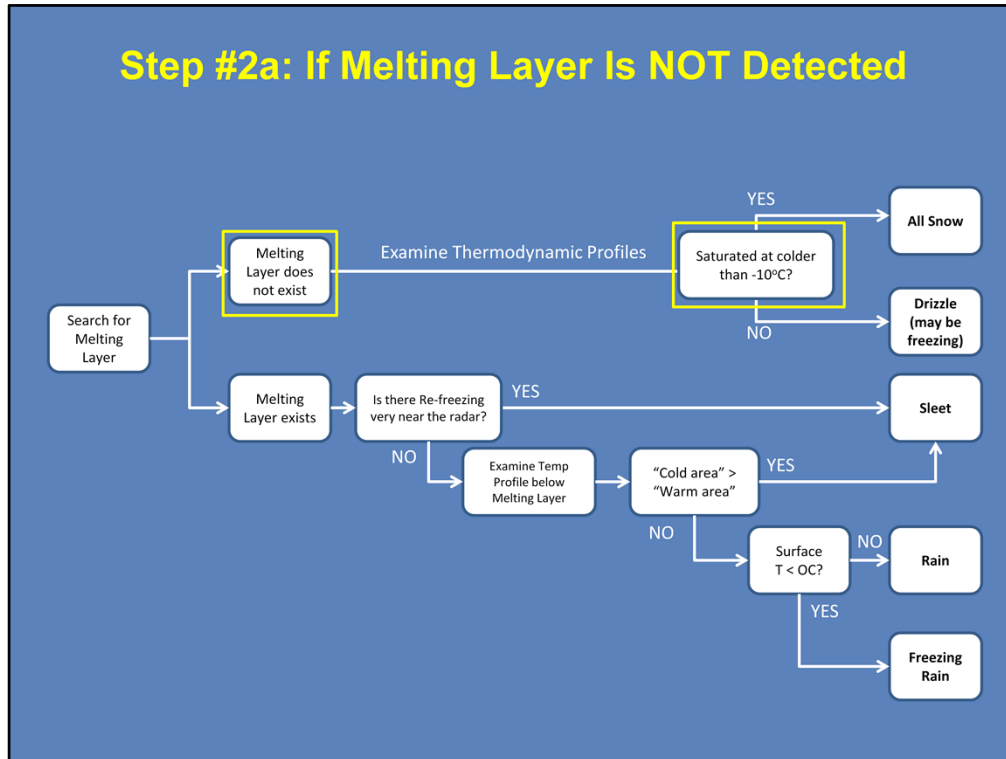 Step #2a: If Melting Layer Is NOT Detected
YES
All Snow
Melting
Layer does
not exist
Examine Thermodynamic Profiles
Saturated at colder
than -10°C?
NO
Drizzle
(may be
freezing)
Search for
Melting
Layer
Melting
Layer exists
Is there Re-freezing
very near the radar?
YES
Sleet
NO
Examine Temp
Profile below
Melting Layer
“Cold area” >
“Warm area”
YES
NO
Surface
T < OC?
NO
Rain
YES
Freezing
Rain